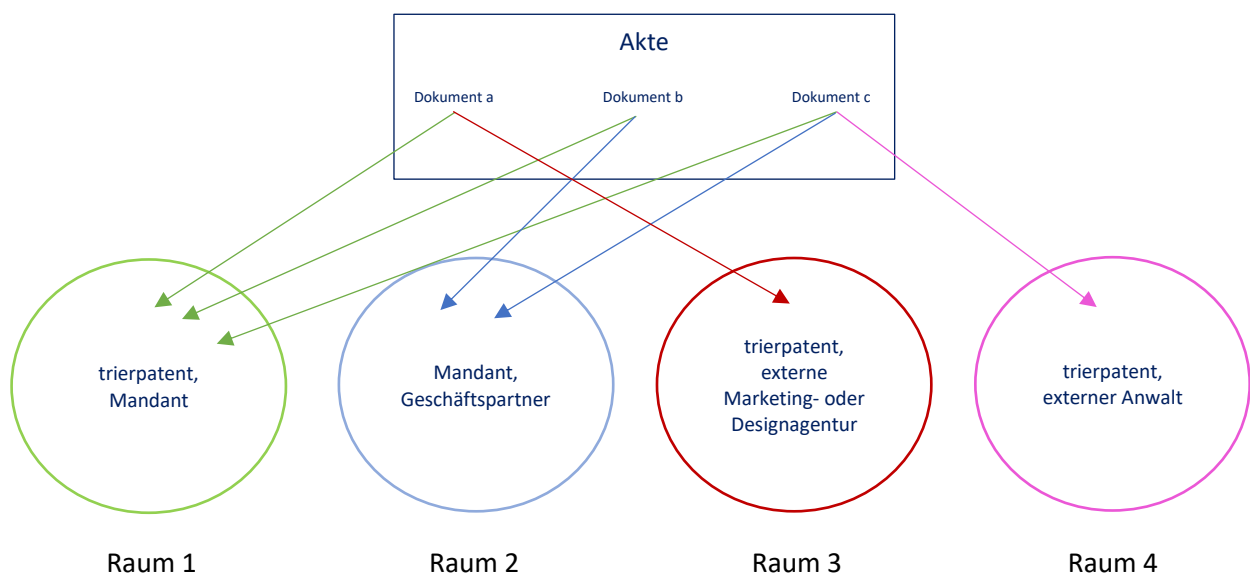 Akte
Dokument a
Dokument b
Dokument c
trierpatent,
Mandant
Mandant,
Geschäftspartner
trierpatent,
externe
Marketing- oder
Designagentur
trierpatent,
externer Anwalt
Raum 1
Raum 2
Raum 3
Raum 4